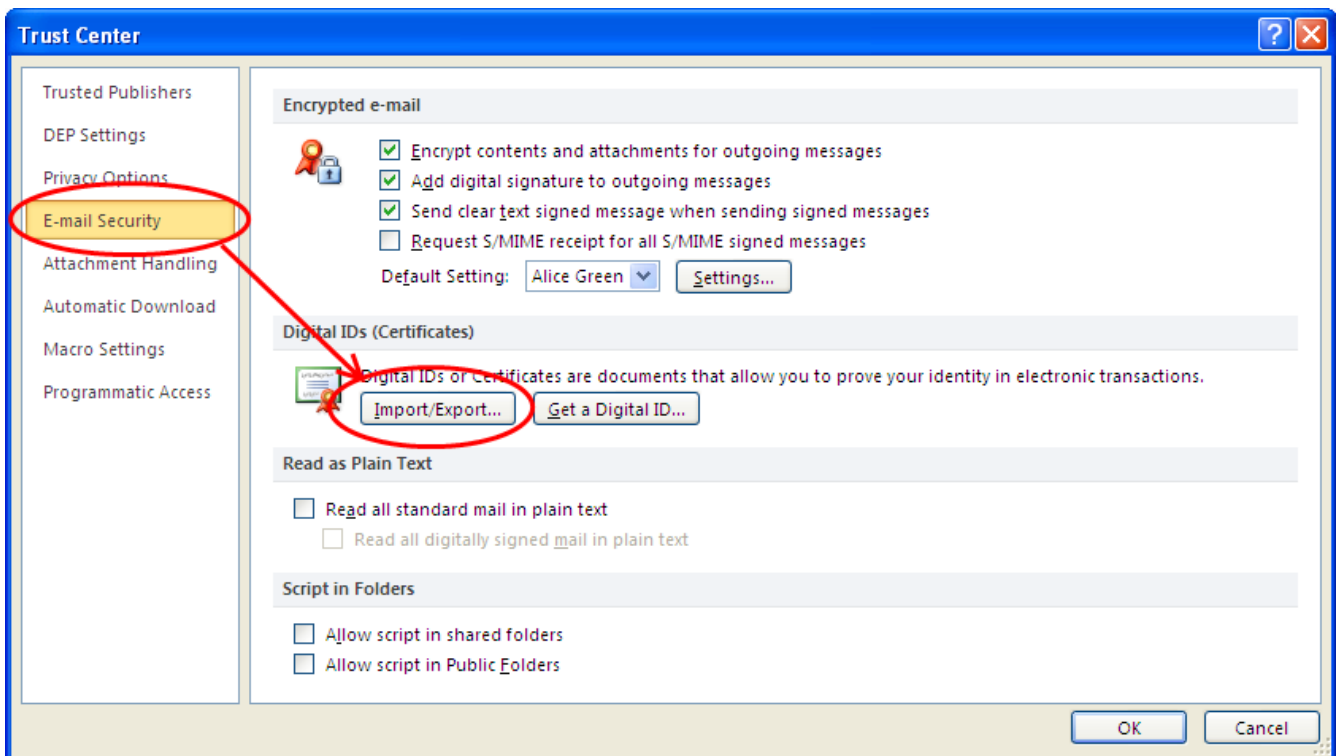 Trust Center
Trusted Publishers
DEP Settings
Privacy Options
E-mail Security
Attachment Handling
Automatic Download
Macro Settings
Programmatic Access
Encrypted e-mail
Encrypt contents and attachments for outgoing messages
Add digital signature to outgoing messages
Send clear text signed message when sending signed messages
Request S/MIME receipt for all S/MIME signed messages
Default Setting: Alice Green Settings...
Digital IDs (Certificates)
Digital IDs or Certificates are documents that allow you to prove your identity in electronic transactions.
Import/Export... Get a Digital ID...
Read as Plain Text
Read all standard mail in plain text
Read all digitally signed mail in plain text
Script in Folders
Allow script in shared folders
Allow script in Public Folders
OK Cancel